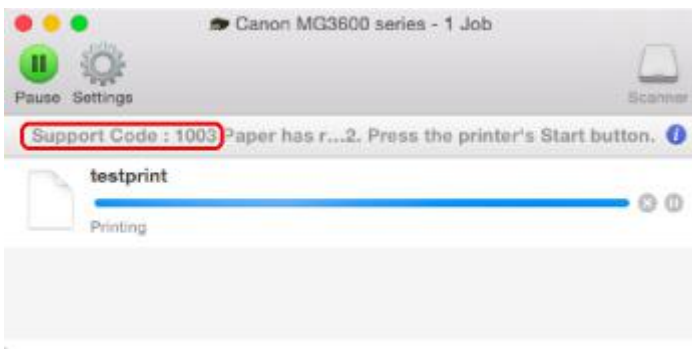 Canon MG3600 series - 1 Job
Pause Settings
Scanner
Support Code : 1003 Paper has r...2. Press the printer's Start button.
testprint
Printing